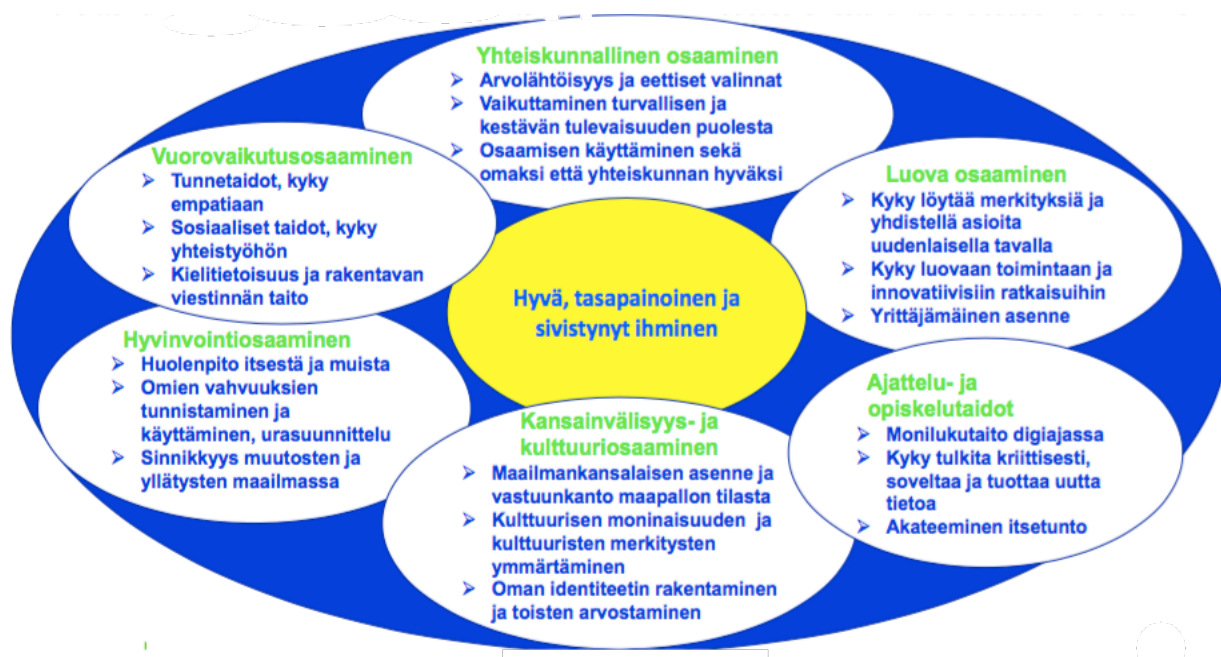 Yhteiskunnallinen osaaminen
➢ Arvolähtöisyys ja eettiset valinnat
➢ Vaikuttaminen turvallisen ja
kestävän tulevaisuuden puolesta
➢ Osaamisen käyttäminen sekä
omaksi että yhteiskunnan hyväksi
Vuorovaikutusosaaminen
➢ Tunnetaidot, kyky
empatiaan
➢ Sosiaaliset taidot, kyky
yhteistyöhön
➢ Kielitietoisuus ja rakentavan
viestinnän taito
Luova osaaminen
➢ Kyky löytää merkityksiä ja
yhdistellä asioita
uudenlaisella tavalla
➢ Kyky luovaan toimintaan ja
innovatiivisiin ratkaisuihin
➢ Yrittäjämäinen asenne
Hyvä, tasapainoinen ja
sivistynyt ihminen
Hyvinvointiosaaminen
➢ Huolenpito itsestä ja muista
➢ Omien vahvuuksien
tunnistaminen ja
käyttäminen, urasuunnittelu
➢ Sinnikkyys muutosten ja
yllätysten maailmassa
Ajattelu- ja
opiskelutaidot
➢ Monilukutaito digiajassa
➢ Kyky tulkita kriittisesti,
soveltaa ja tuottaa uutta
tietoa
➢ Akateeminen itsetunto
Kansainvälisyys- ja
kulttuuriosaaminen
➢ Maailmankansalaisen asenne ja
vastuunkanto maapallon tilasta
➢ Kulttuurisen moninaisuuden ja
kulttuuristen merkitysten
ymmärtäminen
➢ Oman identiteetin rakentaminen
ja toisten arvostaminen